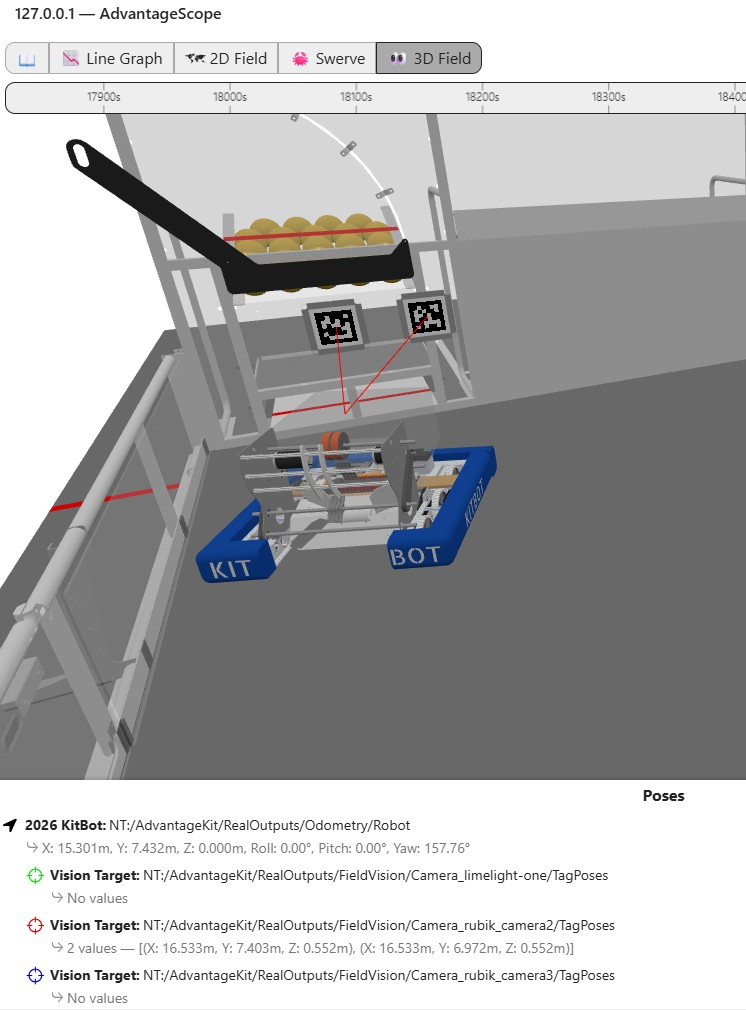 127.0.0.1 — AdvantageScope
Line Graph
2D Field
Swerve
3D Field
17900s
18000s
18100s
18200s
18300s
18400
KITBOT
KIT
BOT
Poses
2026 KitBot: NT:/AdvantageKit/RealOutputs/Odometry/Robot
X: 15.301m, Y: 7.432m, Z: 0.000m, Roll: 0.00°, Pitch: 0.00°, Yaw: 157.76°
Vision Target: NT:/AdvantageKit/RealOutputs/FieldVision/Camera_limelight-one/TagPoses
No values
Vision Target: NT:/AdvantageKit/RealOutputs/FieldVision/Camera_rubik_camera2/TagPoses
2 values — [(X: 16.533m, Y: 7.403m, Z: 0.552m), (X: 16.533m, Y: 6.972m, Z: 0.552m)]
Vision Target: NT:/AdvantageKit/RealOutputs/FieldVision/Camera_rubik_camera3/TagPoses
No values